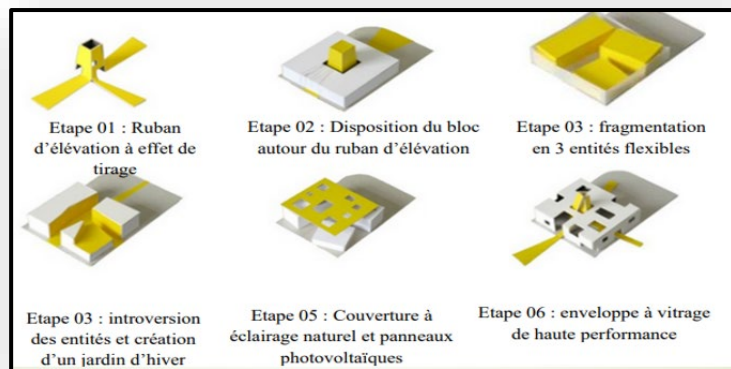 Etape 01 : Ruban
d'élévation à effet de
tirage
Etape 02 : Disposition du bloc
autour du ruban d'élévation
Etape 03 : fragmentation
en 3 entités flexibles
Etape 03 : introversion
des entités et création
d'un jardin d'hiver
Etape 05 : Couverture à
éclairage naturel et panneaux
photovoltaïques
Etape 06 : enveloppe à vitrage
de haute performance